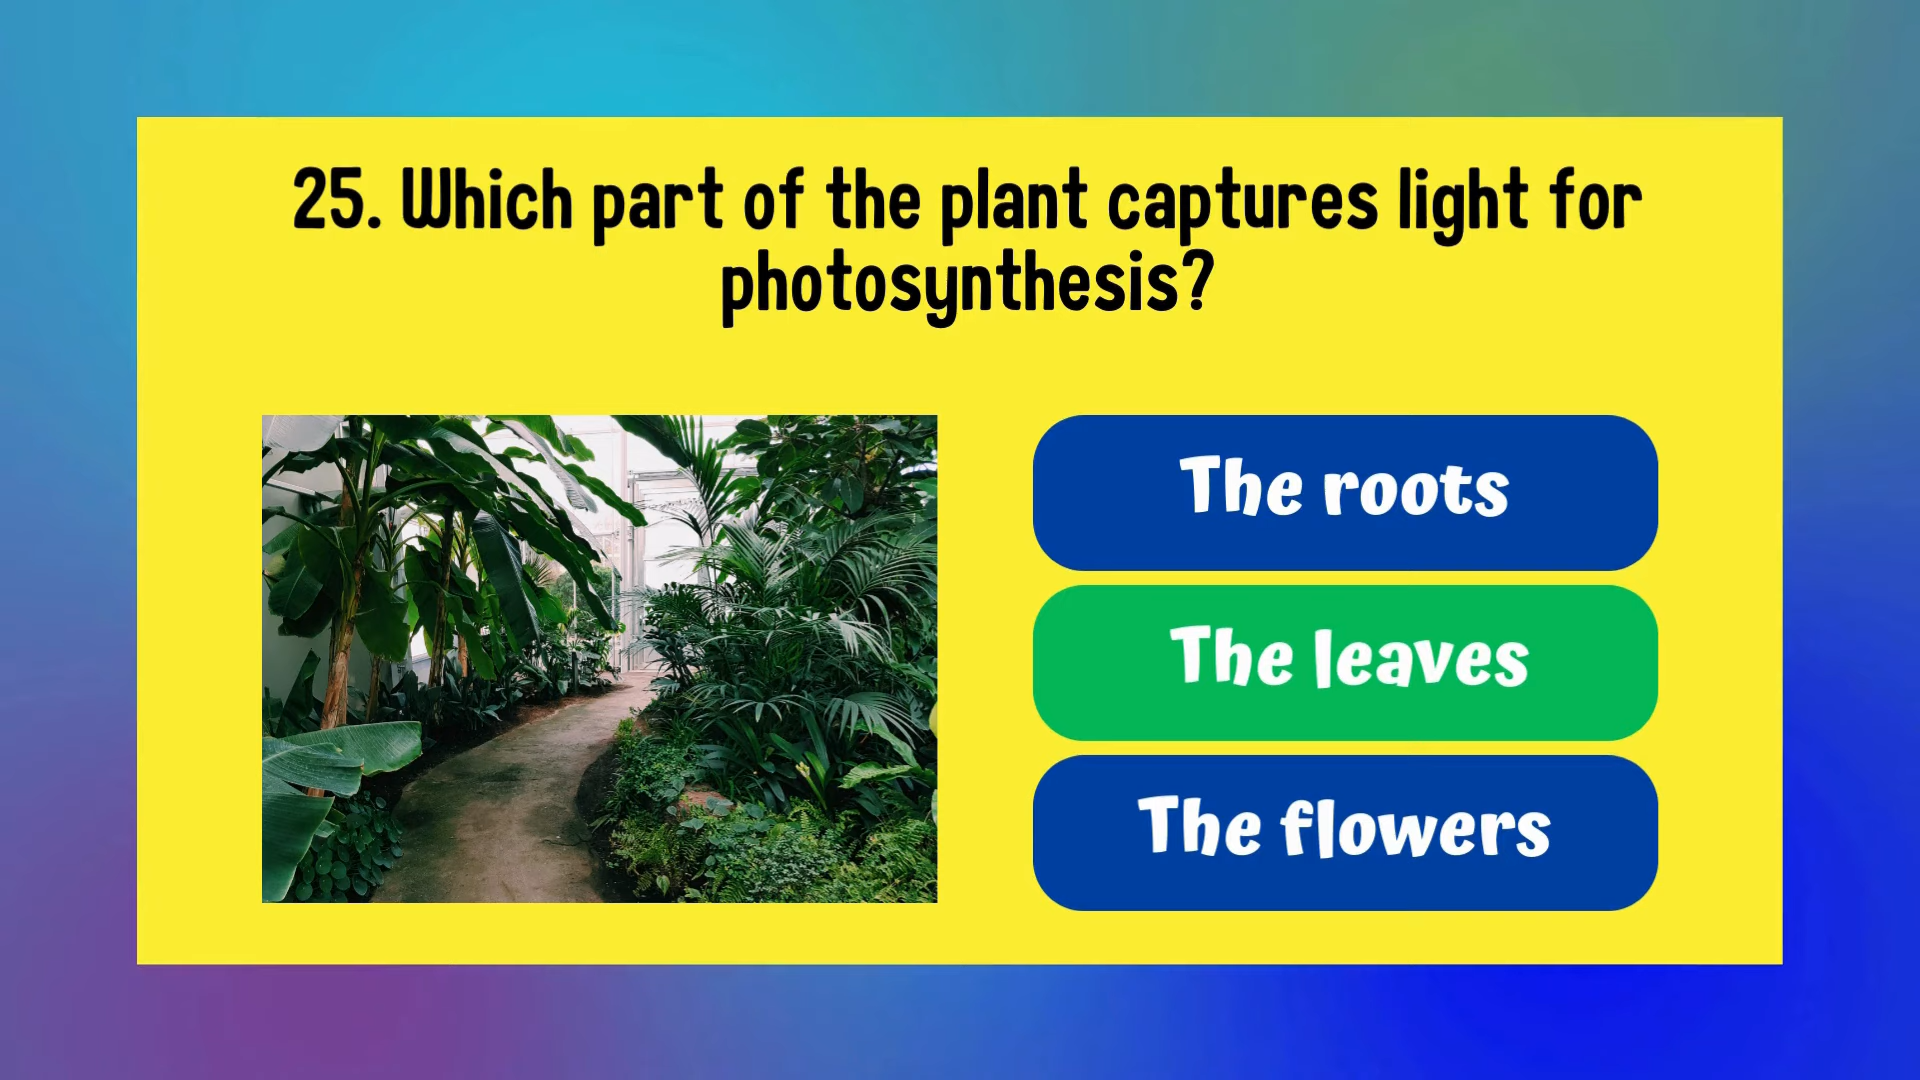 25. Which part of the plant captures light for
photosynthesis?
The roots
The leaves
The flowers